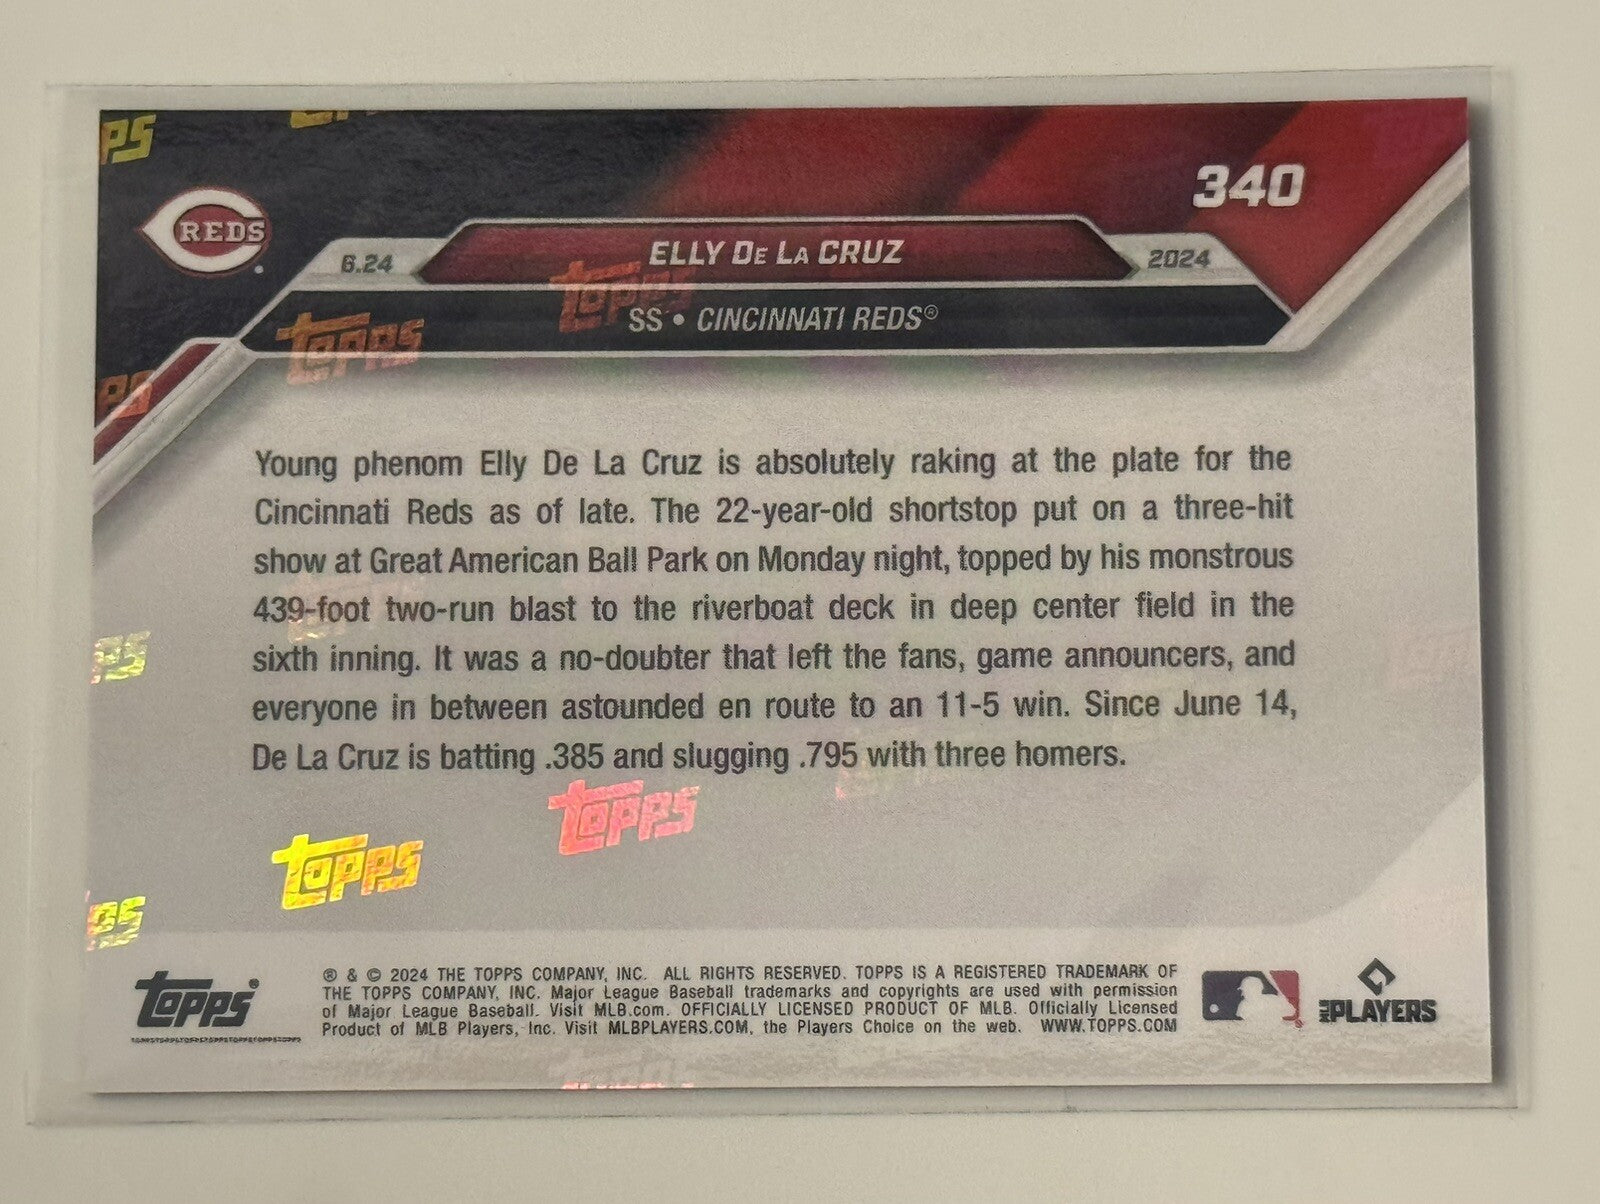 REDS
340
6.24
ELLY DE LA CRUZ
2024
SS • CINCINNATI REDS®
Young phenom Elly De La Cruz is absolutely raking at the plate for the
Cincinnati Reds as of late. The 22-year-old shortstop put on a three-hit
show at Great American Ball Park on Monday night, topped by his monstrous
439-foot two-run blast to the riverboat deck in deep center field in the
sixth inning. It was a no-doubter that left the fans, game announcers, and
everyone in between astounded en route to an 11-5 win. Since June 14,
De La Cruz is batting .385 and slugging .795 with three homers.
Topps
Topps
Topps
Topps
Topps®
® & © 2024 THE TOPPS COMPANY, INC. ALL RIGHTS RESERVED. TOPPS IS A REGISTERED TRADEMARK OF
THE TOPPS COMPANY, INC. Major League Baseball trademarks and copyrights are used with permission
of Major League Baseball. Visit MLB.com. OFFICIALLY LICENSED PRODUCT OF MLB. Officially Licensed
Product of MLB Players, Inc. Visit MLBPLAYERS.COM, the Players Choice on the web. WWW.TOPPS.COM
MLB PLAYERS